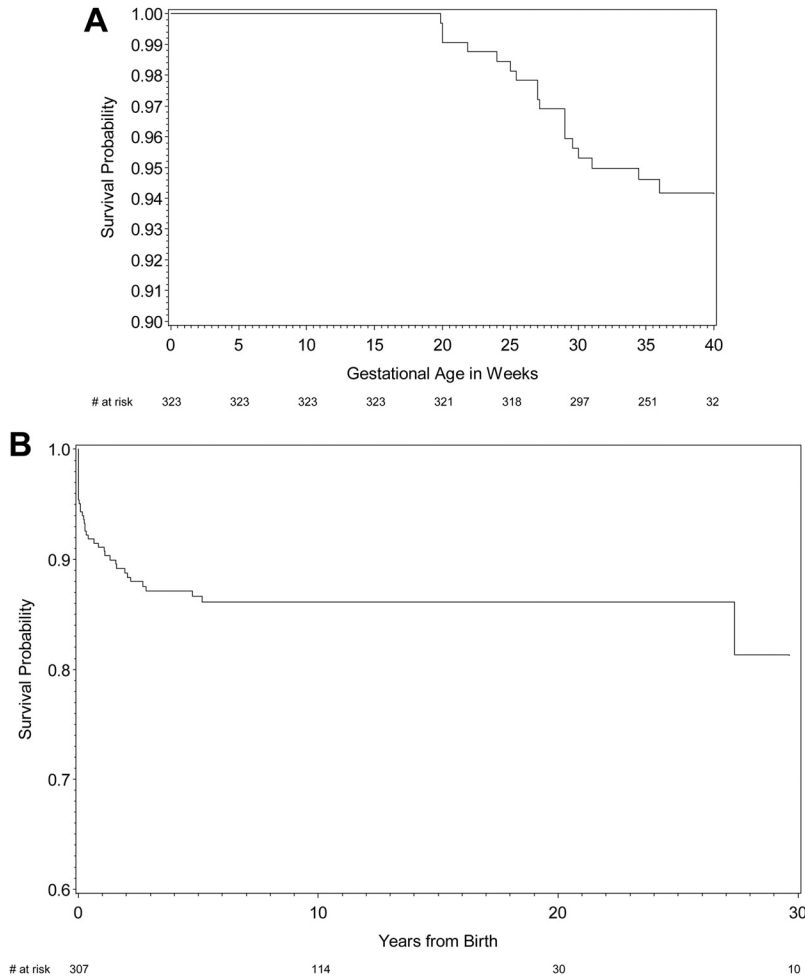 A
1.00
0.99
0.98
0.97
0.96
0.95
0.94
0.93
0.92
0.91
0.90
Survival Probability
0 5 10 15 20 25 30 35 40
Gestational Age in Weeks
# at risk 323 323 323 323 321 318 297 251 32
B
1.0
0.9
0.8
0.7
0.6
Survival Probability
0 10 20 30
Years from Birth
# at risk 307 114 30 10